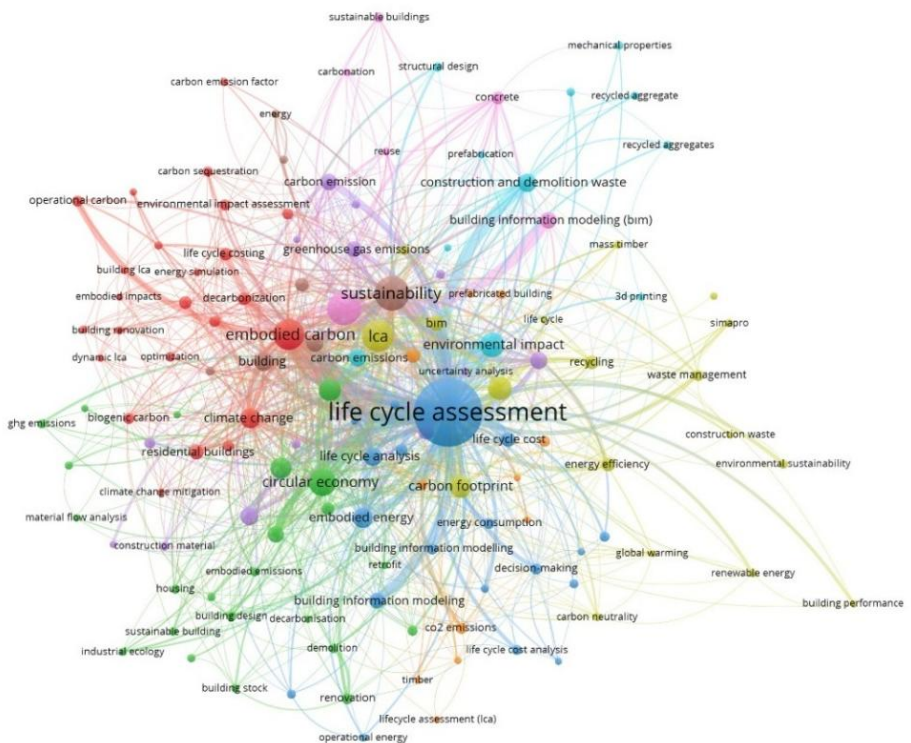 sustainable buildings
mechanical properties
structural design
carbonation
carbon emission factor
concrete
recycled aggregate
energy
recycled aggregates
reuse
prefabrication
carbon sequestration
carbon emission
construction and demolition waste
operational carbon
environmental impact assessment
building information modeling (bim)
life cycle costing
greenhouse gas emissions
mass timber
building lca
energy simulation
embodied impacts
decarbonization
sustainability
prefabricated building
3d printing
building renovation
embodied carbon
lca
bim
life cycle
simapro
dynamic lca
optimization
building
carbon emissions
environmental impact
uncertainty analysis
recycling
waste management
life cycle assessment
ghg emissions
biogenic carbon
climate change
life cycle cost
construction waste
residential buildings
life cycle analysis
energy efficiency
environmental sustainability
climate change mitigation
circular economy
carbon footprint
material flow analysis
embodied energy
energy consumption
construction material
building information modelling
global warming
embodied emissions
retrofit
decision-making
renewable energy
housing
building information modeling
building performance
building design
decarbonisation
carbon neutrality
sustainable building
co2 emissions
industrial ecology
demolition
life cycle cost analysis
building stock
timber
renovation
lifecycle assessment (lca)
operational energy